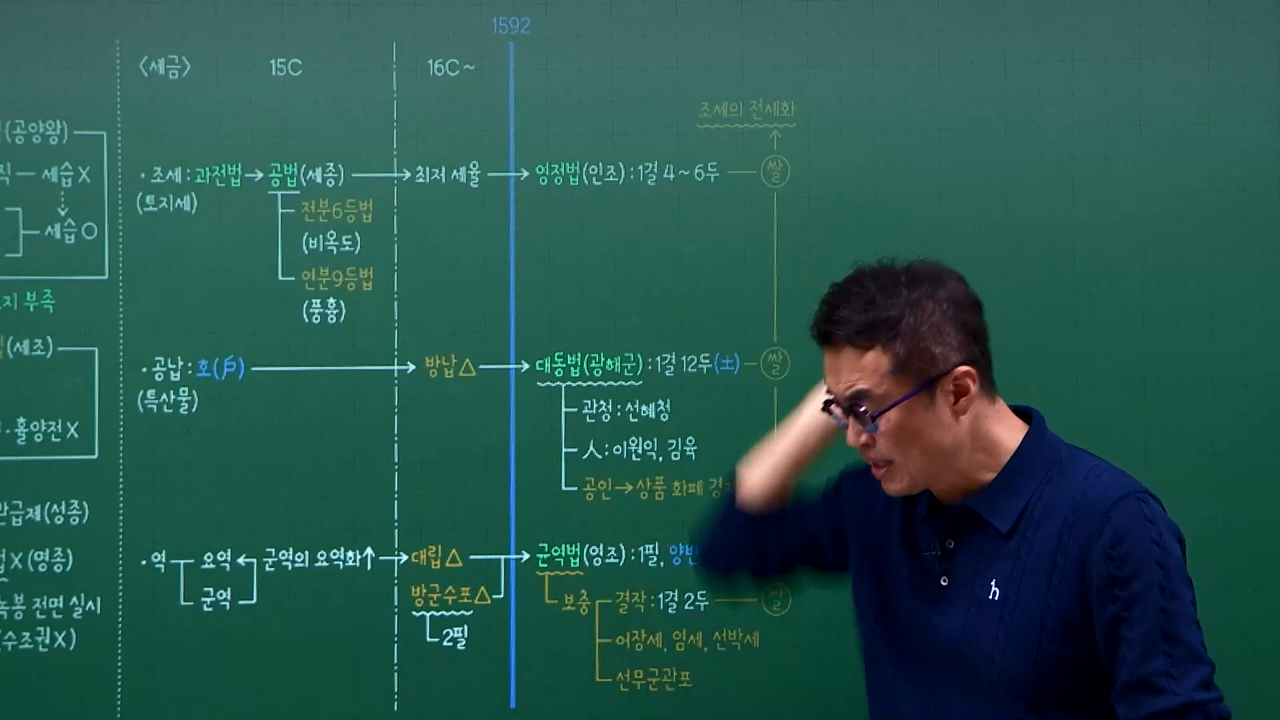 1592
<세금> 15C 16C~
조세의 전세화
(공양왕)
세습X
세습O
지 부족
(세조)
홀양전X
관급제(성종)
X(명종)
녹봉 전면 실시
(수조권X)
· 조세 : 과전법 → 공법(세종) → 최저 세율 → 영정법(인조) : 1결 4~6두 — 쌀
(토지세)
전분6등법
(비옥도)
연분9등법
(풍흉)
· 공납 : 호(戶) → 방납△ → 대동법(광해군) : 1결 12두(土) — 쌀
(특산물)
관청 : 선혜청
人 : 이원익, 김육
공인 → 상품 화폐
· 역 요역 ← 군역의 요역화↑ → 대립△ → 균역법(영조) : 1필, 양반
군역
방군수포△
2필
보충 결작 : 1결 2두 — 쌀
어장세, 염세, 선박세
선무군관포
h